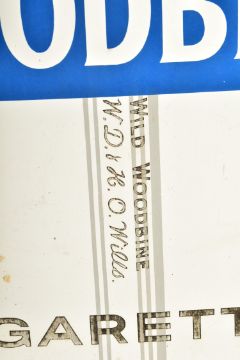 ODB
WILD WOODBINE
W.D. & H. O. Wills.
GARETT